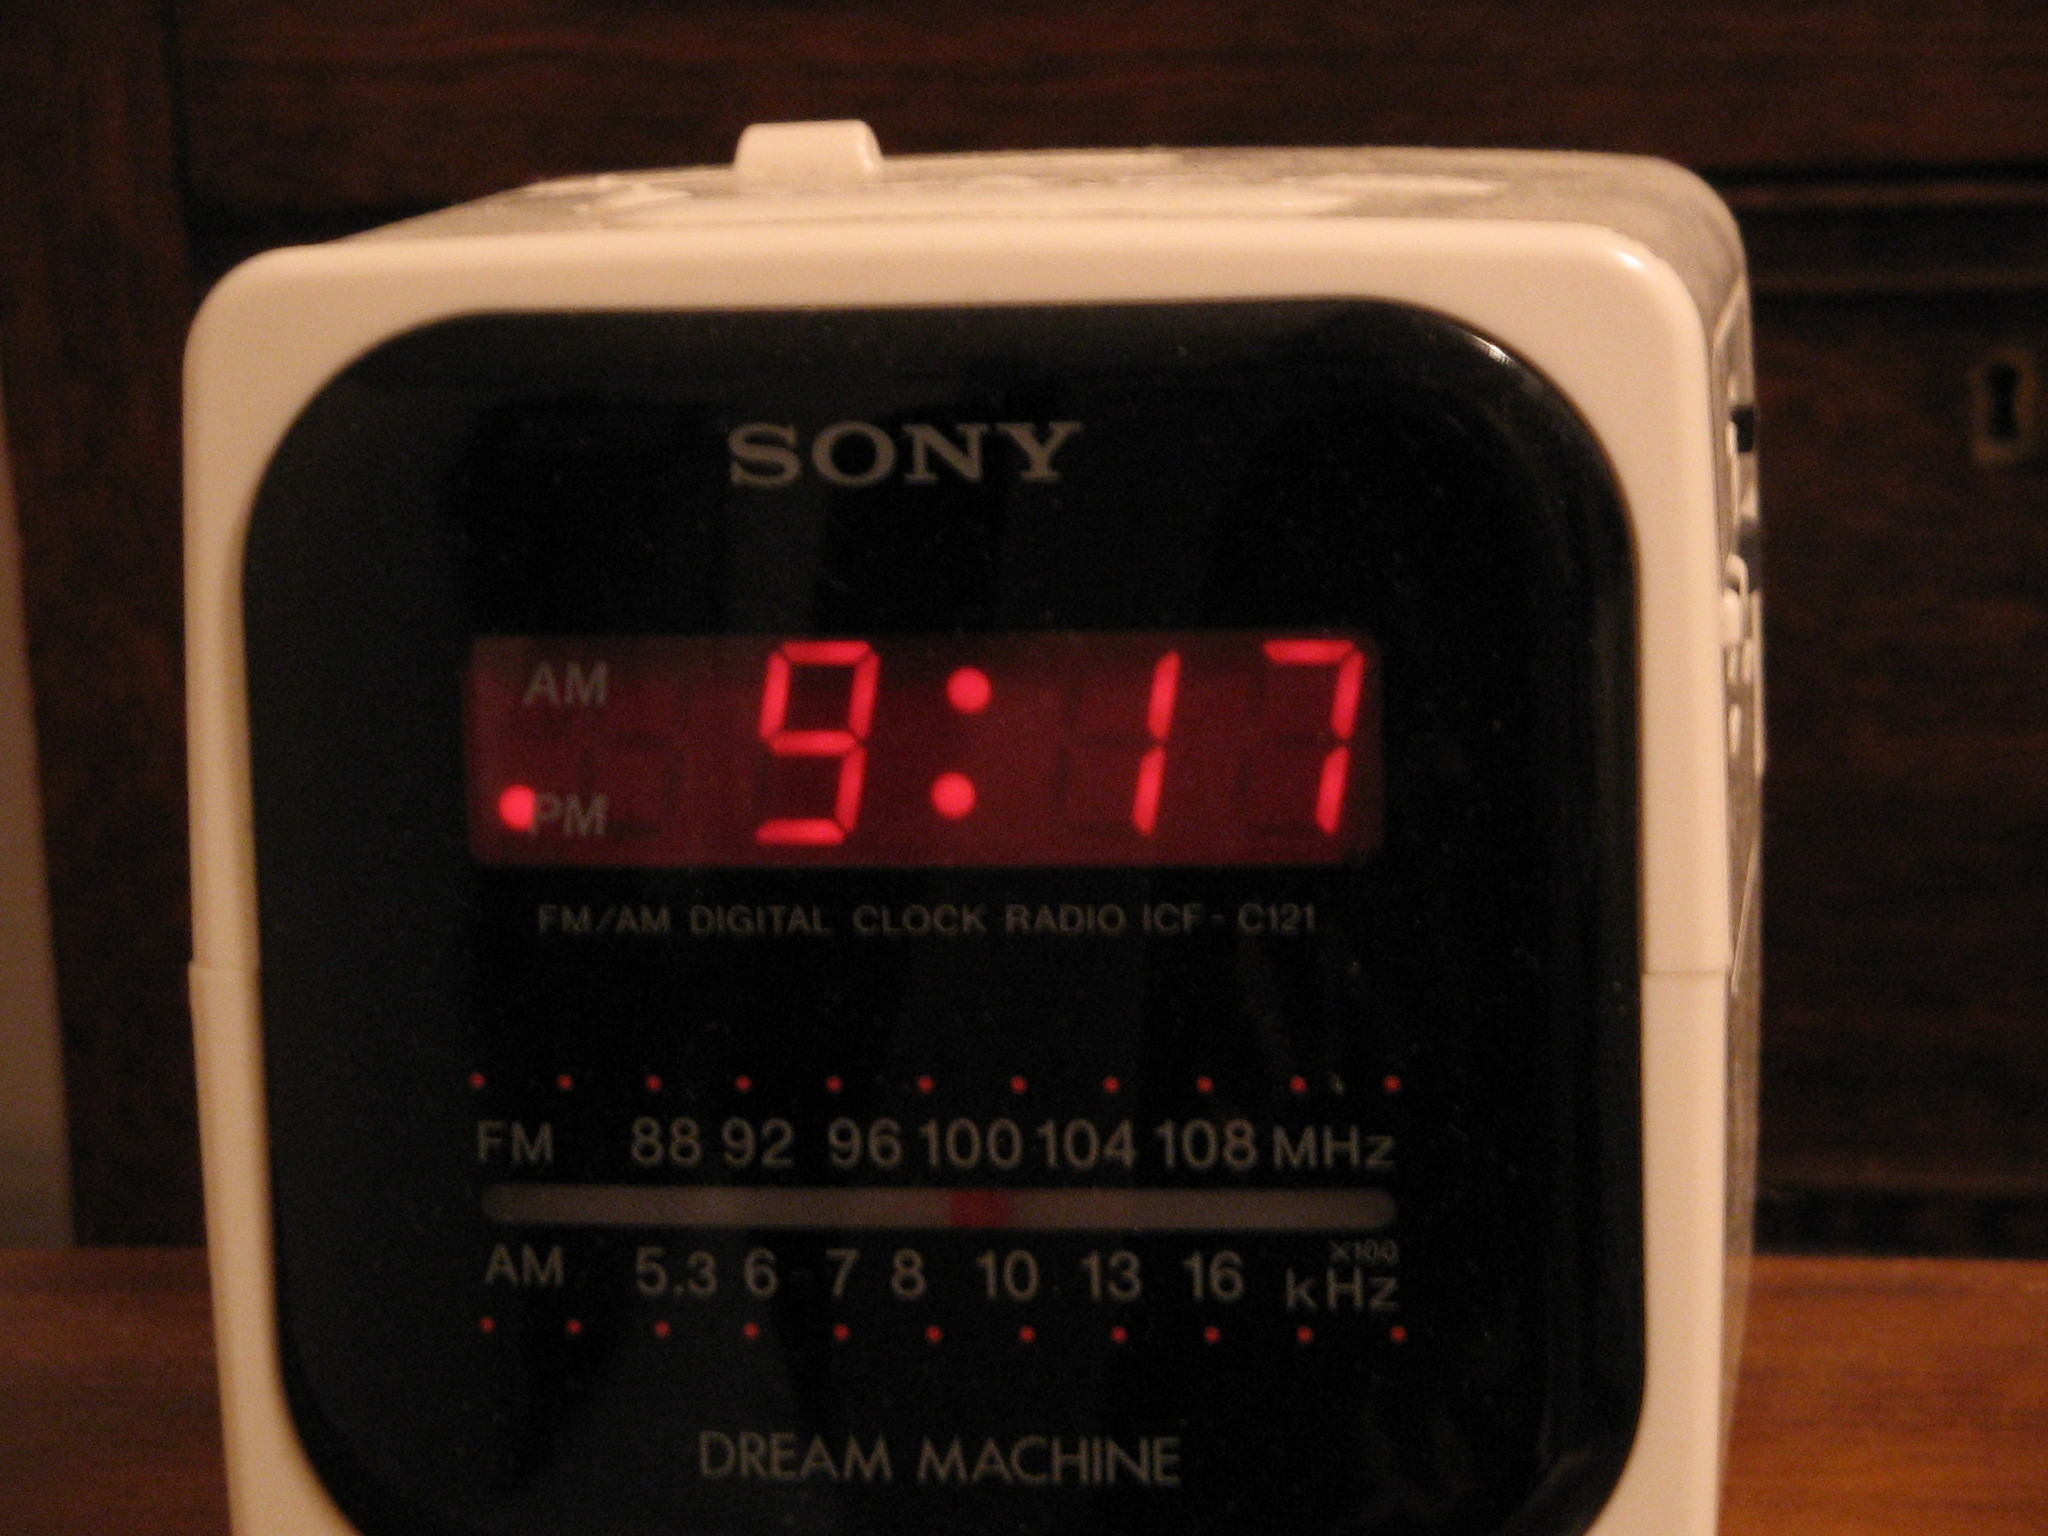 SONY
AM
9:17
PM
FM/AM DIGITAL CLOCK RADIO ICF-C121
FM 88 92 96 100 104 108 MHz
AM 5.3 6 7 8 10 13 16 X100 kHz
DREAM MACHINE